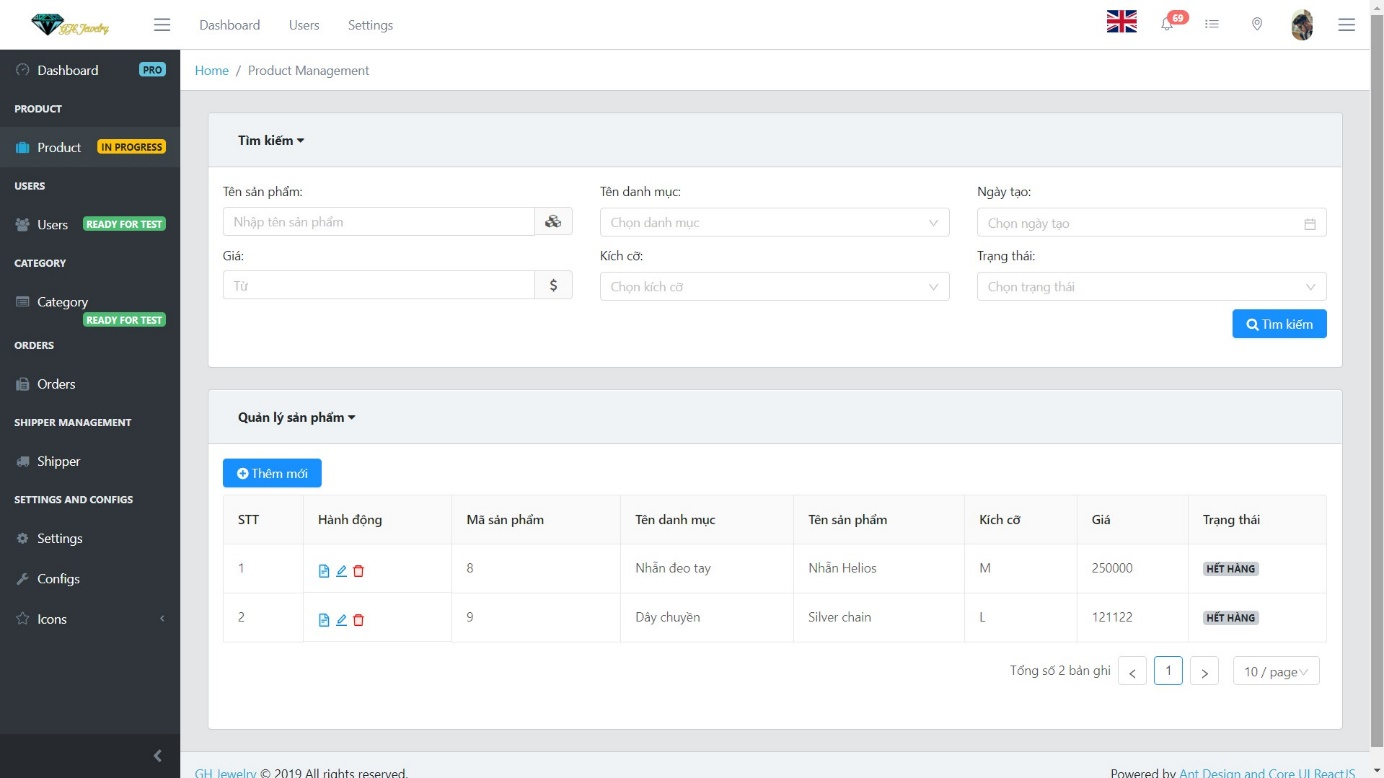 GH Jewelry
Dashboard
Users
Settings
69
Dashboard PRO
PRODUCT
Product IN PROGRESS
USERS
Users READY FOR TEST
CATEGORY
Category
READY FOR TEST
ORDERS
Orders
SHIPPER MANAGEMENT
Shipper
SETTINGS AND CONFIGS
Settings
Configs
Icons
Home / Product Management
Tìm kiếm
Tên sản phẩm: Tên danh mục: Ngày tạo:
Nhập tên sản phẩm Chọn danh mục Chọn ngày tạo
Giá: Kích cỡ: Trạng thái:
Từ $ Chọn kích cỡ Chọn trạng thái
Tìm kiếm
Quản lý sản phẩm
Thêm mới
STT Hành động Mã sản phẩm Tên danh mục Tên sản phẩm Kích cỡ Giá Trạng thái
1 8 Nhẫn đeo tay Nhẫn Helios M 250000 HẾT HÀNG
2 9 Dây chuyền Silver chain L 121122 HẾT HÀNG
Tổng số 2 bản ghi < 1 > 10 / page
GH Jewelry © 2019 All rights reserved. Powered by Ant Design and Core UI ReactJS